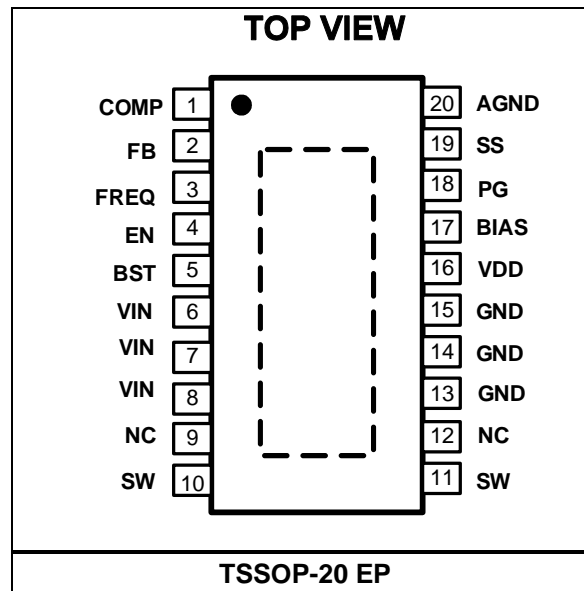 TOP VIEW
COMP 1 20 AGND
FB 2 19 SS
FREQ 3 18 PG
EN 4 17 BIAS
BST 5 16 VDD
VIN 6 15 GND
VIN 7 14 GND
VIN 8 13 GND
NC 9 12 NC
SW 10 11 SW
TSSOP-20 EP